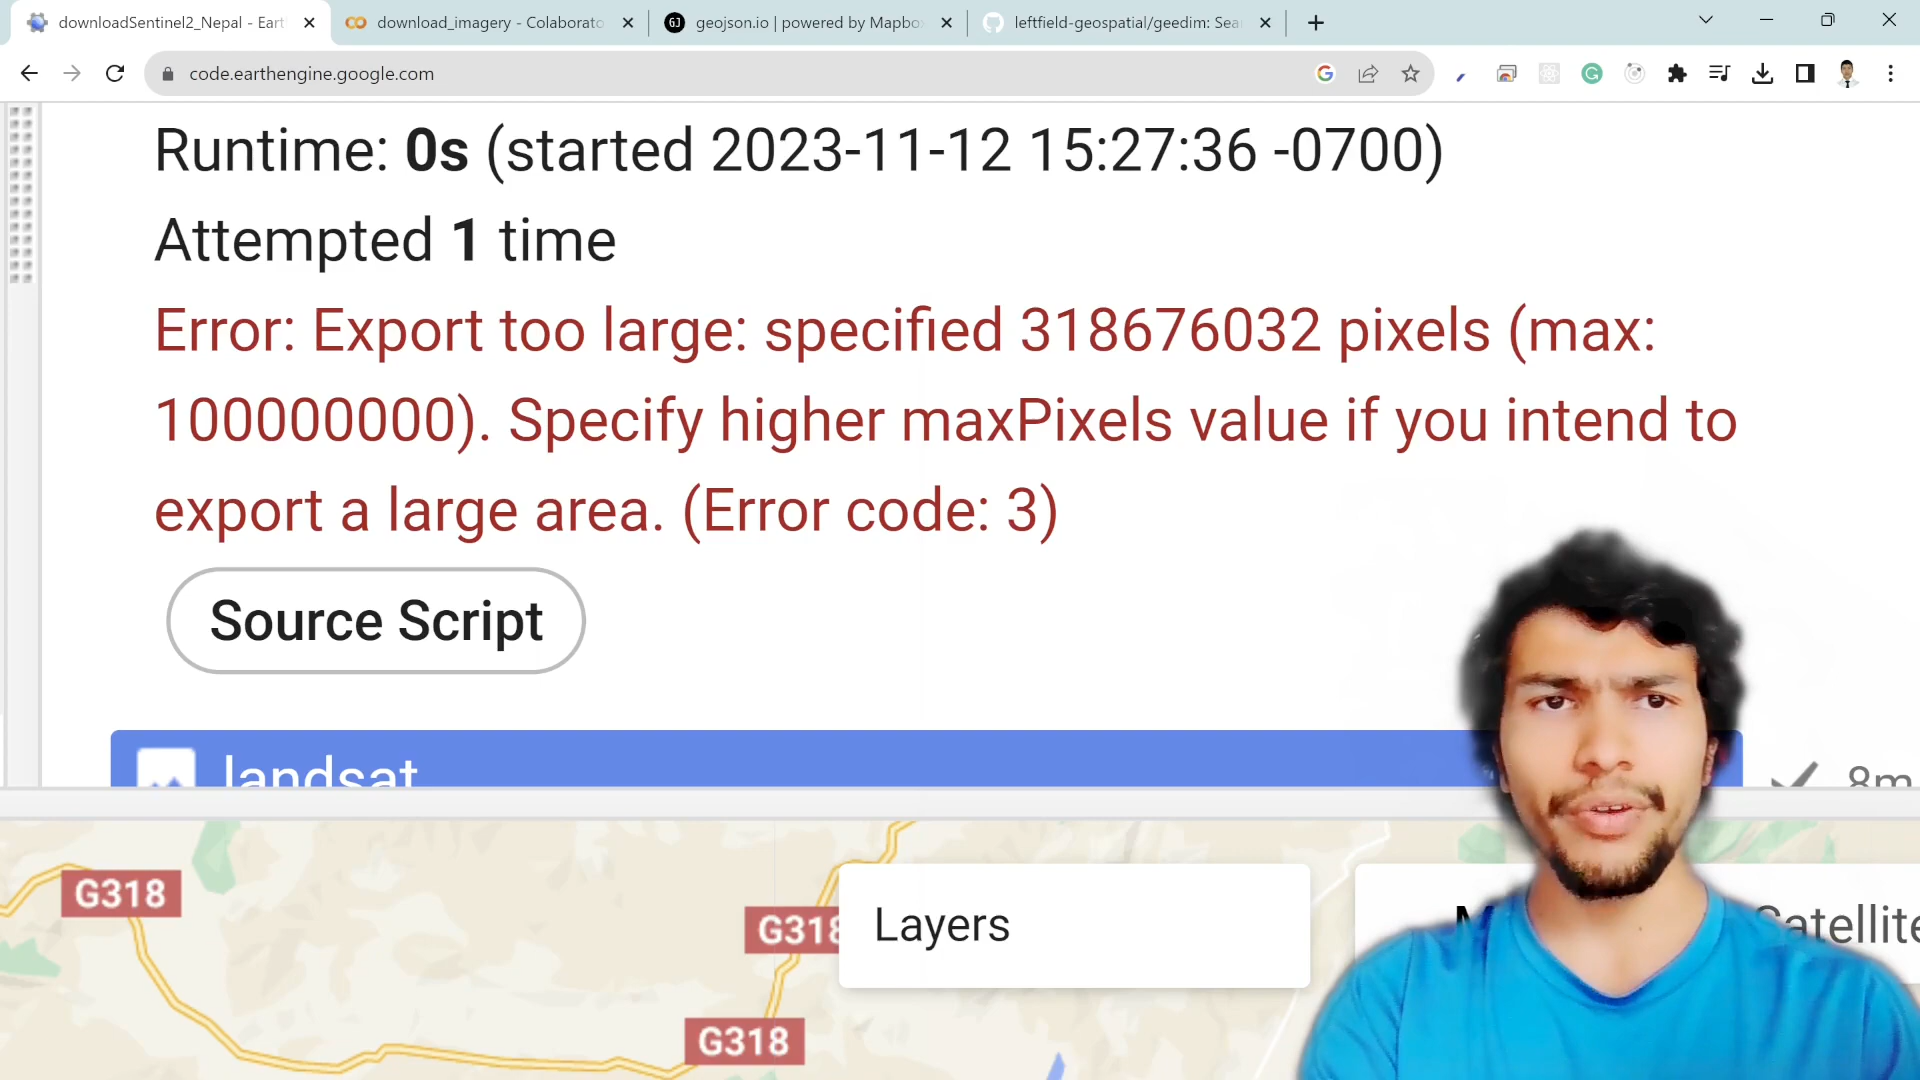 downloadSentinel2_Nepal - Eart
download_imagery - Colaborato
geojson.io | powered by Mapbo
leftfield-geospatial/geedim: Sea
code.earthengine.google.com
Runtime: 0s (started 2023-11-12 15:27:36 -0700)
Attempted 1 time
Error: Export too large: specified 318676032 pixels (max:
100000000). Specify higher maxPixels value if you intend to
export a large area. (Error code: 3)
Source Script
landsat
8m
G318
G318
Layers
Satellite
G318